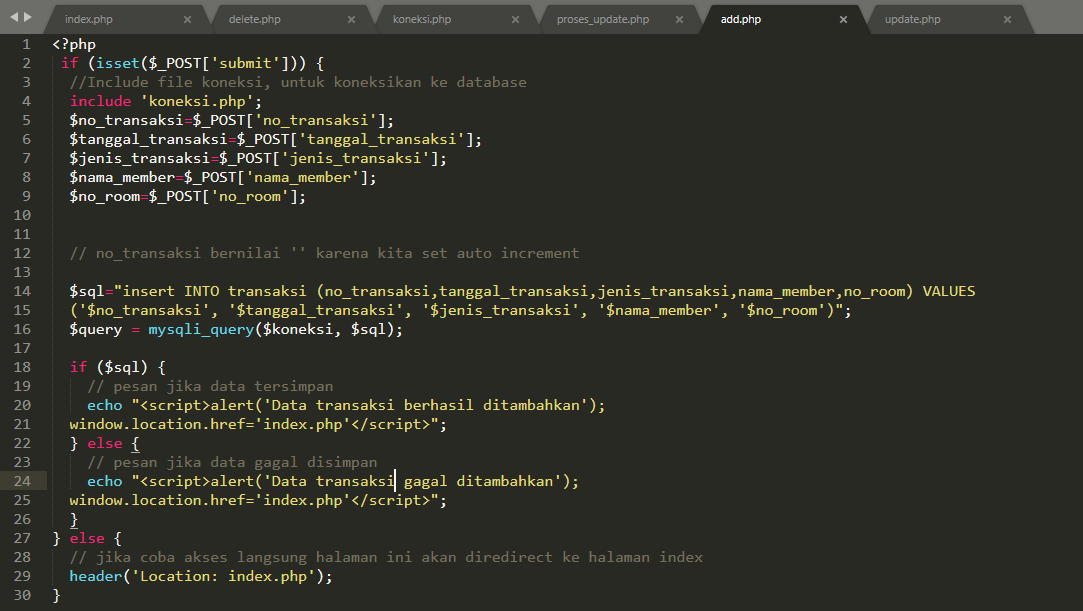 index.php × delete.php × koneksi.php × proses_update.php × add.php × update.php ×
1 <?php
2 if (isset($_POST['submit'])) {
3 //Include file koneksi, untuk koneksikan ke database
4 include 'koneksi.php';
5 $no_transaksi=$_POST['no_transaksi'];
6 $tanggal_transaksi=$_POST['tanggal_transaksi'];
7 $jenis_transaksi=$_POST['jenis_transaksi'];
8 $nama_member=$_POST['nama_member'];
9 $no_room=$_POST['no_room'];
10
11
12 // no_transaksi bernilai '' karena kita set auto increment
13
14 $sql="insert INTO transaksi (no_transaksi,tanggal_transaksi,jenis_transaksi,nama_member,no_room) VALUES
15 ('$no_transaksi', '$tanggal_transaksi', '$jenis_transaksi', '$nama_member', '$no_room')";
16 $query = mysqli_query($koneksi, $sql);
17
18 if ($sql) {
19 // pesan jika data tersimpan
20 echo "<script>alert('Data transaksi berhasil ditambahkan');
21 window.location.href='index.php'</script>";
22 } else {
23 // pesan jika data gagal disimpan
24 echo "<script>alert('Data transaksi gagal ditambahkan');
25 window.location.href='index.php'</script>";
26 }
27 } else {
28 // jika coba akses langsung halaman ini akan diredirect ke halaman index
29 header('Location: index.php');
30 }